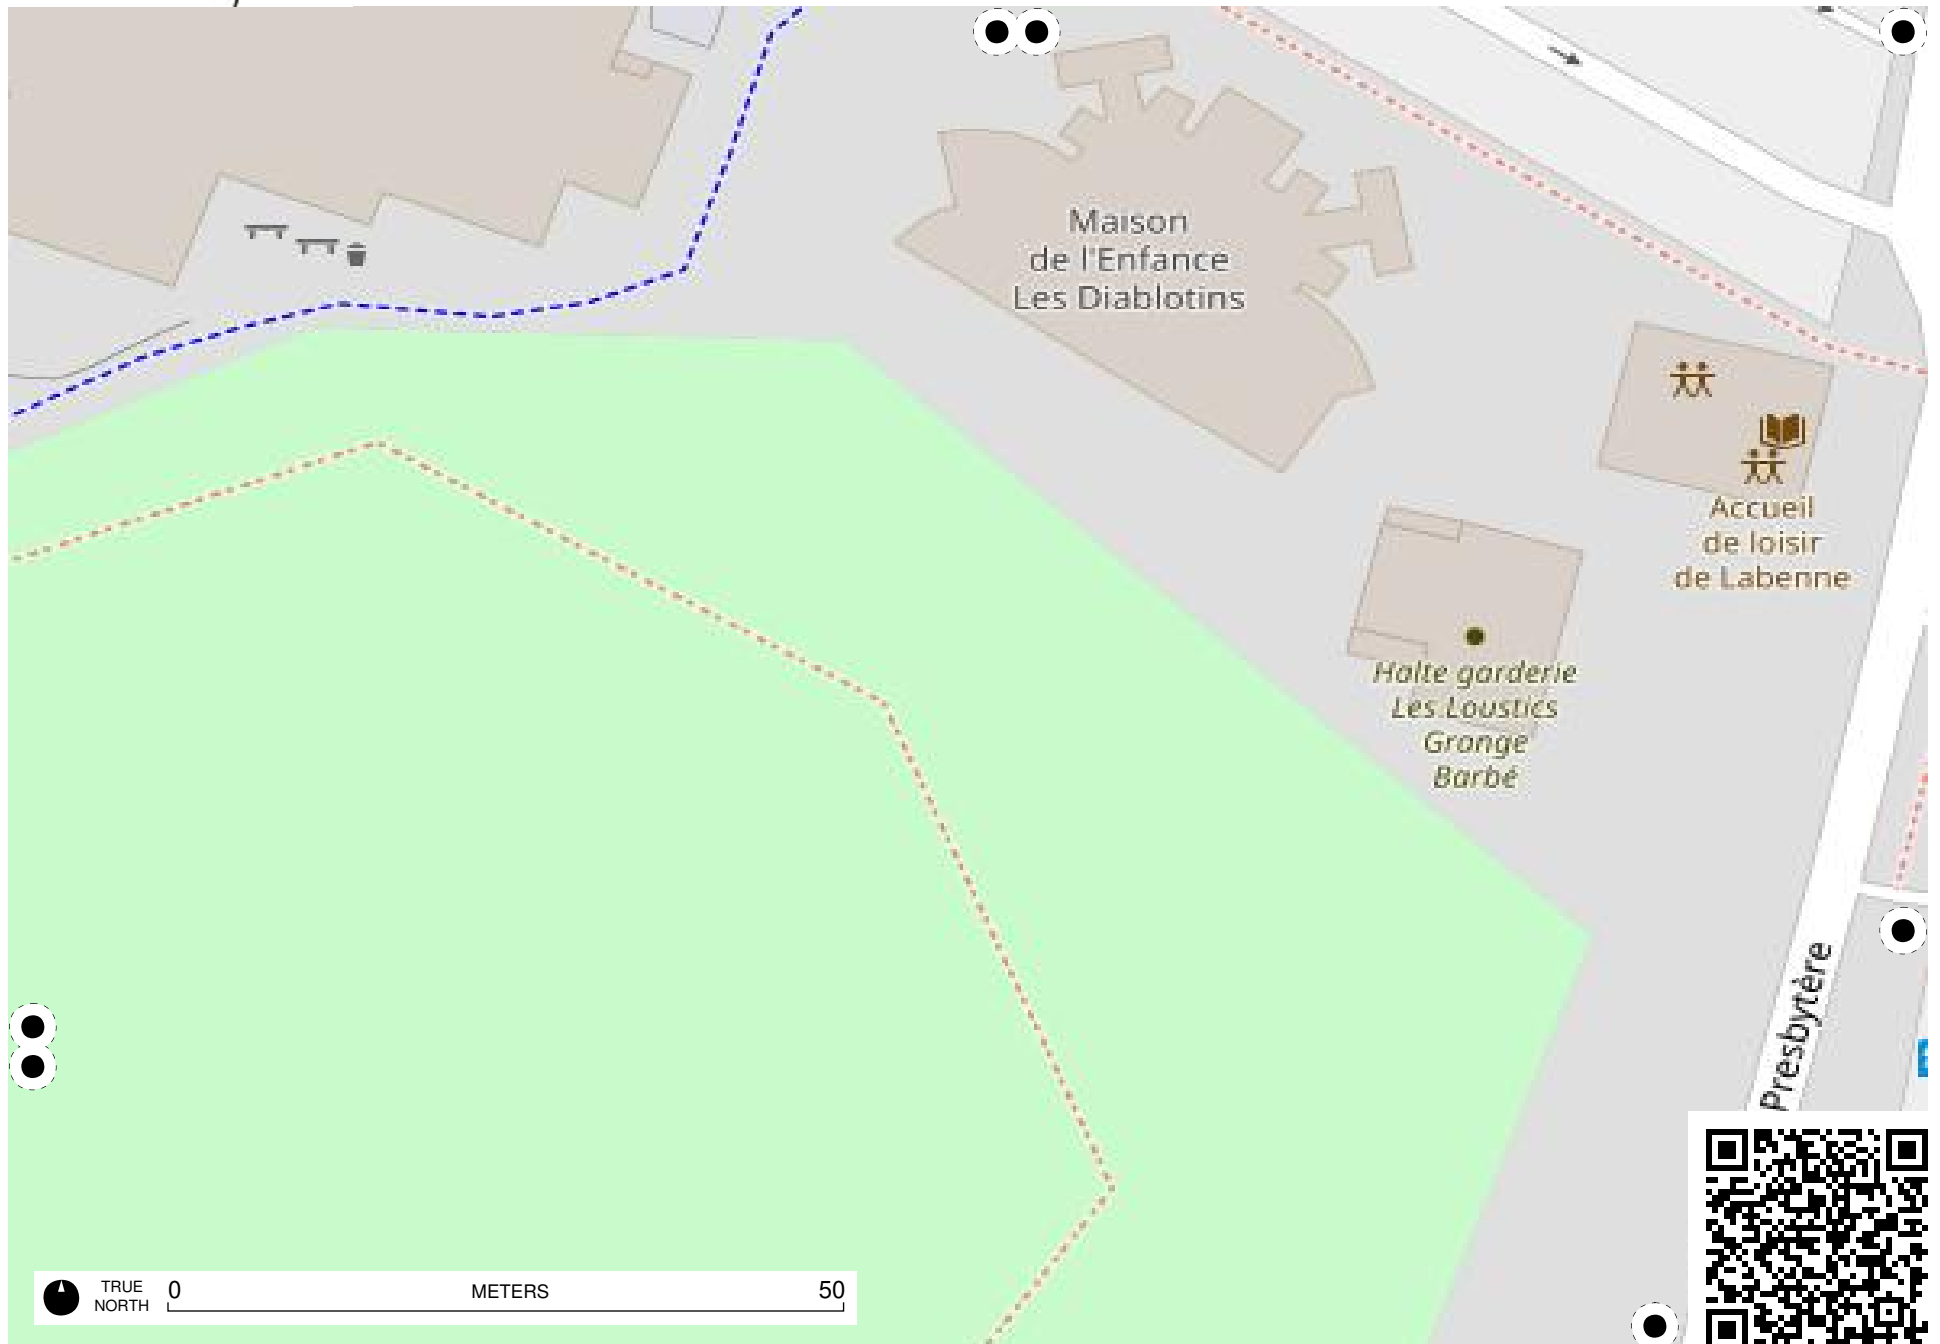 Maison
de l'Enfance
Les Diablotins
Accueil
de loisir
de Labenne
Halte garderie
Les Loustics
Grange
Barbé
Presbytère
TRUE
NORTH
0
METERS
50